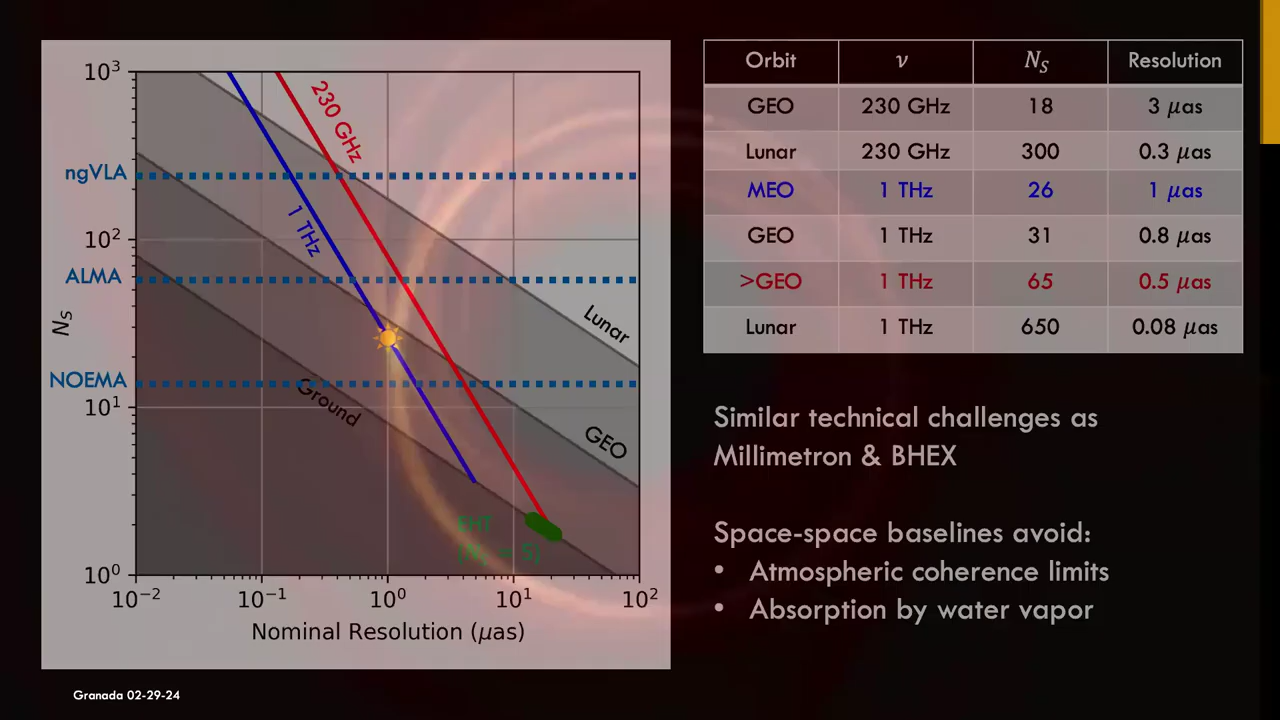 10³
230 GHz
ngVLA
1 THz
10²
ALMA
Lunar
N_S
NOEMA
Ground
10¹
GEO
EHT
(N_s = 5)
10⁰
10⁻² 10⁻¹ 10⁰ 10¹ 10²
Nominal Resolution (μas)
Orbit ν N_S Resolution
GEO 230 GHz 18 3 μas
Lunar 230 GHz 300 0.3 μas
MEO 1 THz 26 1 μas
GEO 1 THz 31 0.8 μas
>GEO 1 THz 65 0.5 μas
Lunar 1 THz 650 0.08 μas
Similar technical challenges as
Millimetron & BHEX
Space-space baselines avoid:
• Atmospheric coherence limits
• Absorption by water vapor
Granada 02-29-24